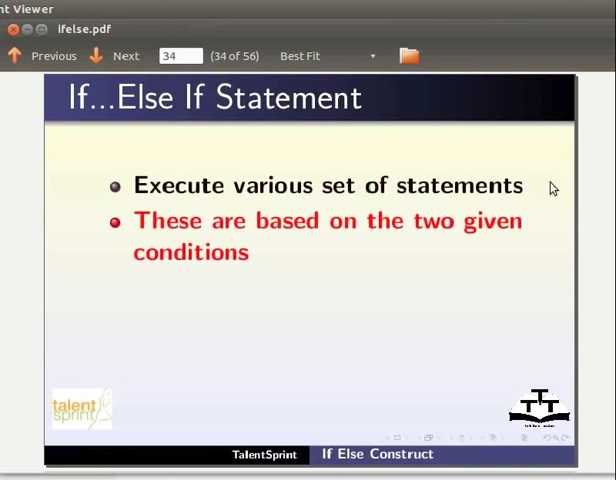 nt Viewer
ifelse.pdf
Previous Next 34 (34 of 56) Best Fit
If...Else If Statement
Execute various set of statements
These are based on the two given
conditions
talent
sprint
TTT
TalentSprint If Else Construct